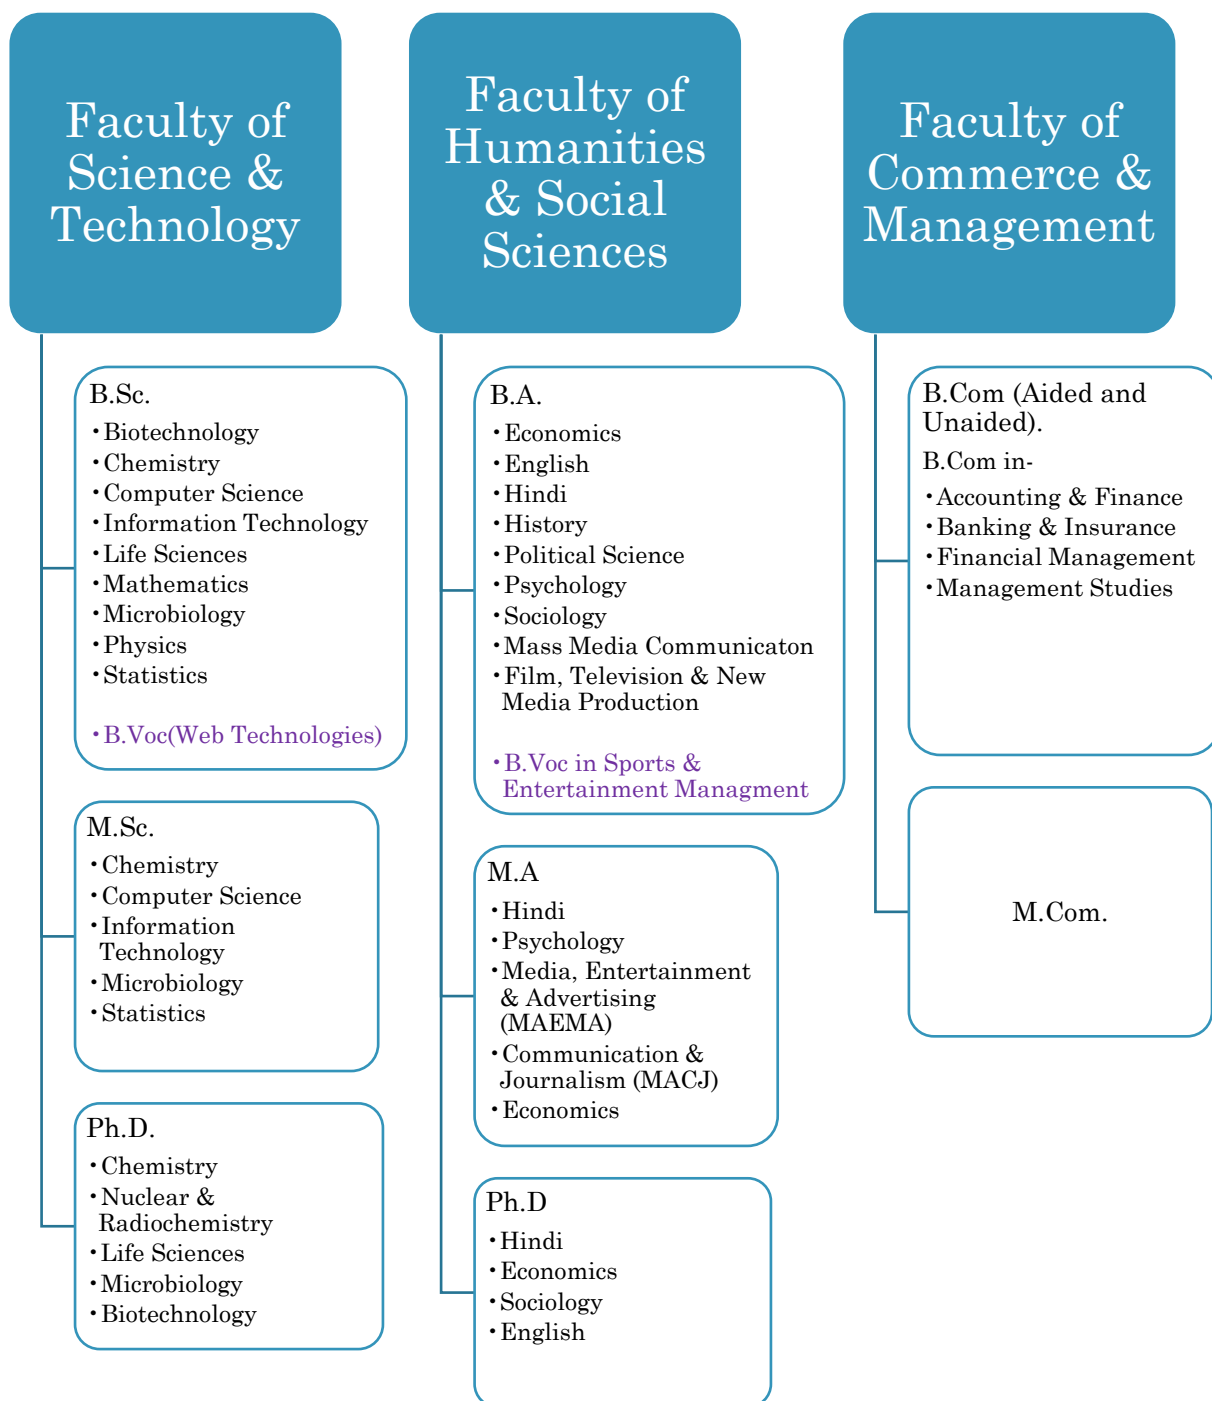 Faculty of
Science &
Technology
B.Sc.
・Biotechnology
・Chemistry
・Computer Science
・Information Technology
・Life Sciences
・Mathematics
・Microbiology
・Physics
・Statistics
・B.Voc(Web Technologies)
M.Sc.
・Chemistry
・Computer Science
・Information
Technology
・Microbiology
・Statistics
Ph.D.
・Chemistry
・Nuclear &
Radiochemistry
・Life Sciences
・Microbiology
・Biotechnology
Faculty of
Humanities
& Social
Sciences
B.A.
・Economics
・English
・Hindi
・History
・Political Science
・Psychology
・Sociology
・Mass Media Communicaton
・Film, Television & New
Media Production
・B.Voc in Sports &
Entertainment Managment
M.A
・Hindi
・Psychology
・Media, Entertainment
& Advertising
(MAEMA)
・Communication &
Journalism (MACJ)
・Economics
Ph.D
・Hindi
・Economics
・Sociology
・English
Faculty of
Commerce &
Management
B.Com (Aided and
Unaided).
B.Com in-
・Accounting & Finance
・Banking & Insurance
・Financial Management
・Management Studies
M.Com.